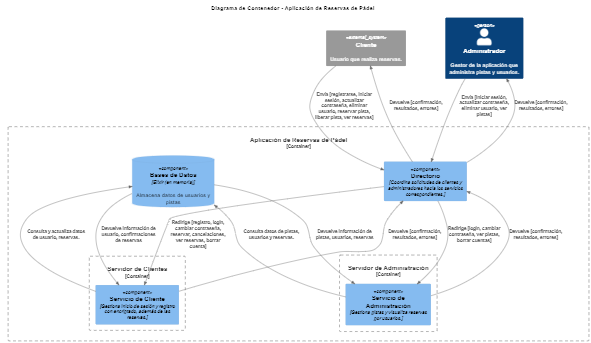 Diagrama de Contenedor - Aplicación de Reservas de Pádel
«external_system»
Cliente
Usuario que realiza reservas.
«person»
Administrador
Gestor de la aplicación que
administra pistas y usuarios.
Envía [registrarse, iniciar
sesión, actualizar
contraseña, eliminar
usuario, reservar pista,
liberar pista, ver reservas]
Devuelve [confirmación,
resultados, errores]
Envía [iniciar sesión,
actualizar contraseña,
eliminar usuario, ver
pistas]
Devuelve [confirmación,
resultados, errores]
Aplicación de Reservas de Pádel
[Container]
«component»
Bases de Datos
[Elixir (en memoria)]
Almacena datos de usuarios y
pistas
«component»
Directorio
[Coordina solicitudes de clientes y
administradores hacia los servicios
correspondientes.]
Consulta y actualiza datos
de usuario, reservas.
Devuelve información de
usuario, confirmaciones
de reservas
Redirige [registro, login,
cambiar contraseña,
reservar, cancelaciones,
ver reservas, borrar
cuenta]
Consulta datos de pistas,
usuarios y reservas.
Devuelve información de
pistas, usuarios, reservas.
Devuelve [confirmación,
resultados, errores]
Redirige [login, cambiar
contraseña, ver pistas,
borrar cuentas]
Devuelve [confirmación,
resultados, errores]
Servidor de Clientes
[Container]
Servidor de Administración
[Container]
«component»
Servicio de Cliente
[Gestiona inicio de sesión y registro
con encriptado, además de las
reservas.]
«component»
Servicio de
Administración
[Gestiona pistas y visualiza reservas
por usuarios.]